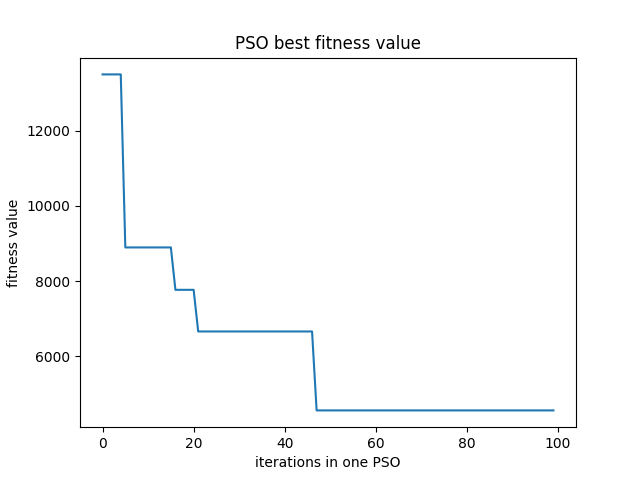 PSO best fitness value
12000
10000
8000
6000
fitness value
0 20 40 60 80 100
iterations in one PSO